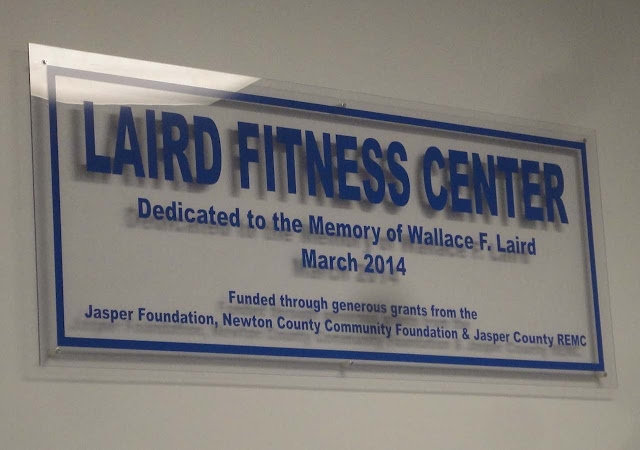 LAIRD FITNESS CENTER
Dedicated to the Memory of Wallace F. Laird
March 2014
Funded through generous grants from the
Jasper Foundation, Newton County Community Foundation & Jasper County REMC